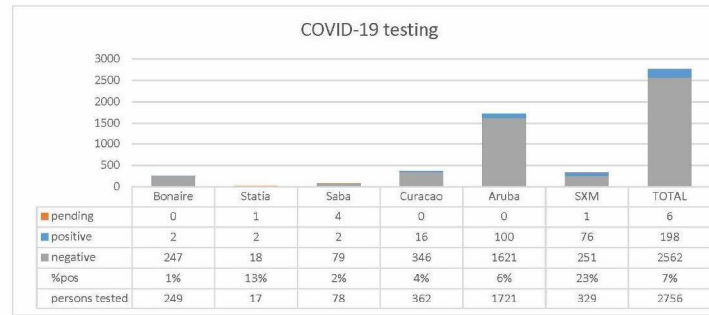 COVID-19 testing
3000
2500
2000
1500
1000
500
0
Bonaire Statia Saba Curacao Aruba SXM TOTAL
pending 0 1 4 0 0 1 6
positive 2 2 2 16 100 76 198
negative 247 18 79 346 1621 251 2562
%pos 1% 13% 2% 4% 6% 23% 7%
persons tested 249 17 78 362 1721 329 2756